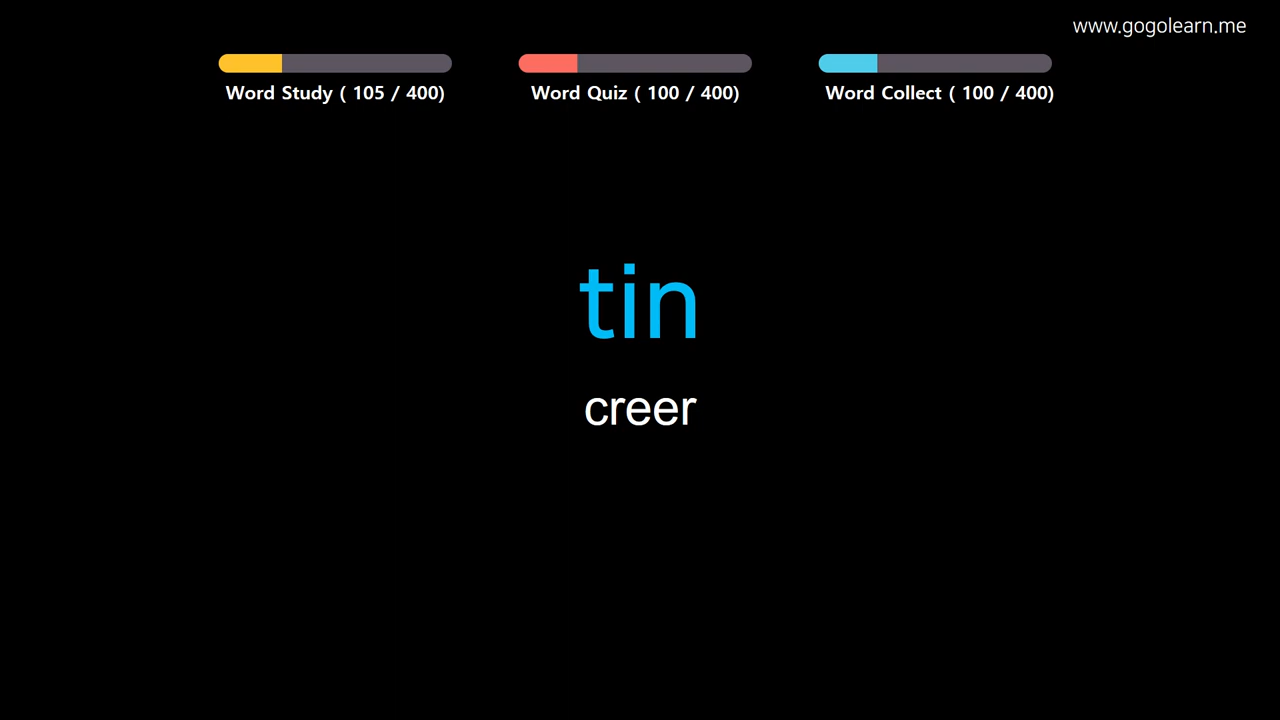 www.gogolearn.me
Word Study ( 105 / 400)
Word Quiz ( 100 / 400)
Word Collect ( 100 / 400)
tin
creer